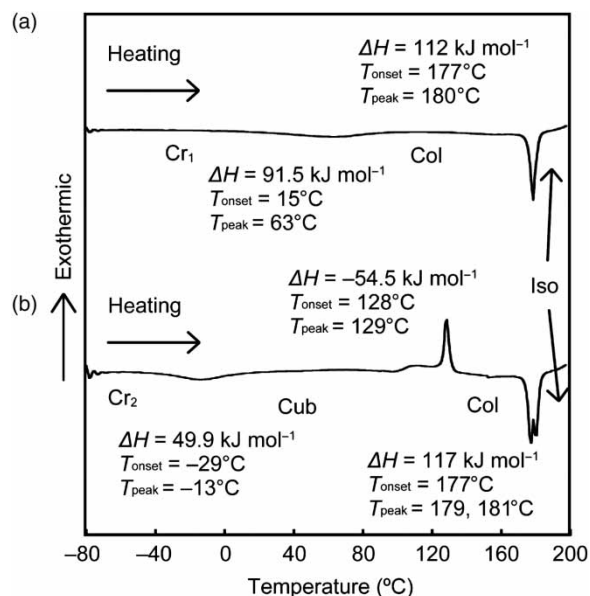 (a)
Heating
ΔH = 112 kJ mol⁻¹
Tonset = 177°C
Tpeak = 180°C
Cr₁
Col
ΔH = 91.5 kJ mol⁻¹
Tonset = 15°C
Tpeak = 63°C
Exothermic
Iso
(b)
Heating
ΔH = –54.5 kJ mol⁻¹
Tonset = 128°C
Tpeak = 129°C
Cr₂
Cub
Col
ΔH = 49.9 kJ mol⁻¹
Tonset = –29°C
Tpeak = –13°C
ΔH = 117 kJ mol⁻¹
Tonset = 177°C
Tpeak = 179, 181°C
–80 –40 0 40 80 120 160 200
Temperature (ºC)